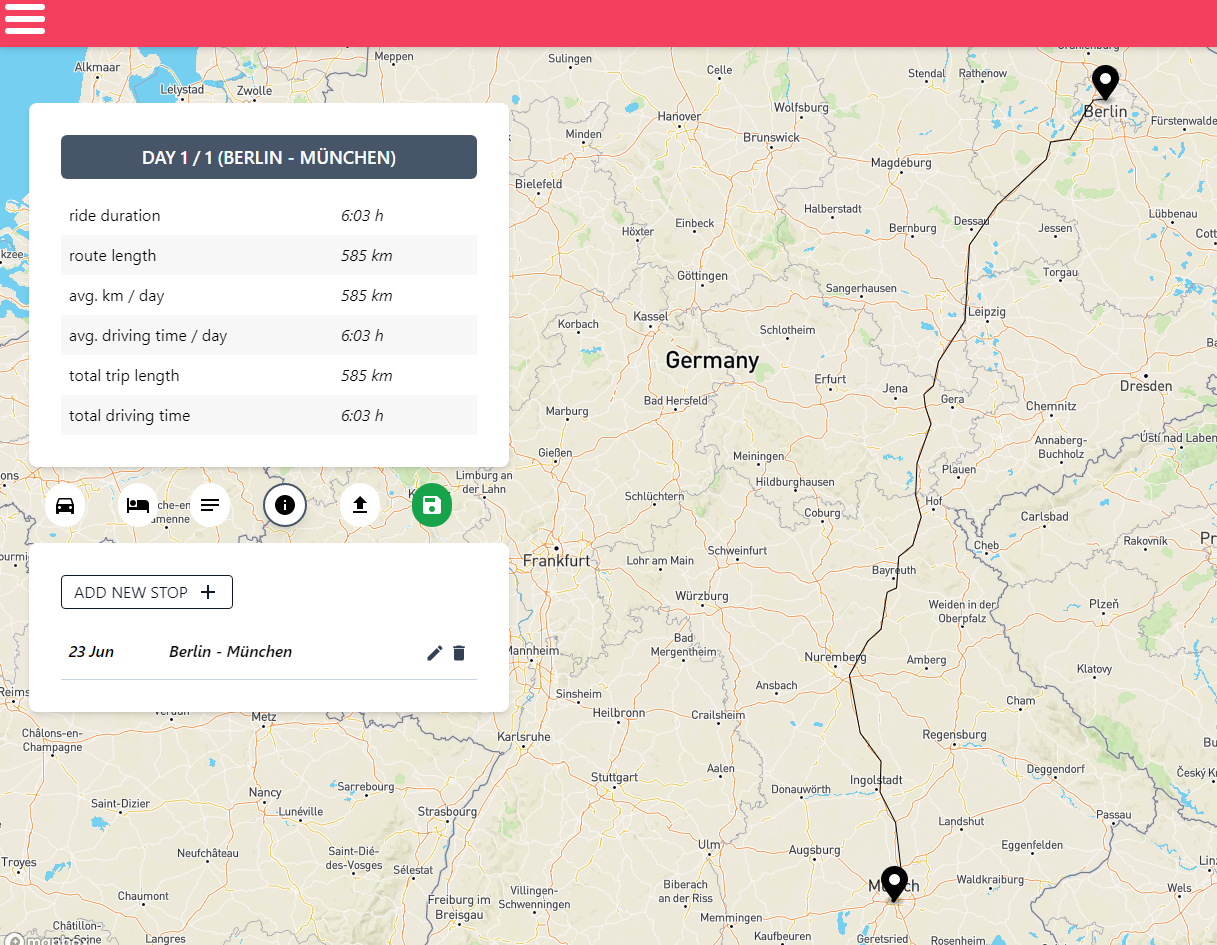 DAY 1 / 1 (BERLIN - MÜNCHEN)
ride duration 6:03 h
route length 585 km
avg. km / day 585 km
avg. driving time / day 6:03 h
total trip length 585 km
total driving time 6:03 h
ADD NEW STOP +
23 Jun Berlin - München
Alkmaar
Lelystad
Zwolle
Meppen
Sulingen
Celle
Stendal
Rathenow
Berlin
Fürstenwalde
Wolfsburg
Hanover
Minden
Brunswick
Magdeburg
Bielefeld
Halberstadt
Einbeck
Höxter
Bernburg
Dessau
Jessen
Lübbenau
Göttingen
Sangerhausen
Torgau
Korbach
Kassel
Schlotheim
Leipzig
Germany
Erfurt
Jena
Gera
Dresden
Marburg
Bad Hersfeld
Chemnitz
Annaberg-
Buchholz
Ústí nad Labem
Gießen
Meiningen
Plauen
Limburg an
der Lahn
Schlüchtern
Hildburghausen
Coburg
Hof
Carlsbad
Frankfurt
Lohr am Main
Schweinfurt
Cheb
Rakovník
Bayreuth
Würzburg
Weiden in der
Oberpfalz
Plzeň
Bad
Mergentheim
Nuremberg
Amberg
Klatovy
Ansbach
Sinsheim
Heilbronn
Crailsheim
Cham
Metz
Karlsruhe
Regensburg
Châlons-en-
Champagne
Stuttgart
Aalen
Donauwörth
Ingolstadt
Deggendorf
Nancy
Sarrebourg
Saint-Dizier
Lunéville
Strasbourg
Landshut
Passau
Neufchâteau
Saint-Dié-
des-Vosges
Sélestat
Ulm
Augsburg
Eggenfelden
Troyes
Chaumont
Villingen-
Schwenningen
Biberach
an der Riss
Waldkraiburg
Wels
Freiburg im
Breisgau
Memmingen
Châtillon-
Langres
Kaufbeuren
Geretsried
Rosenheim